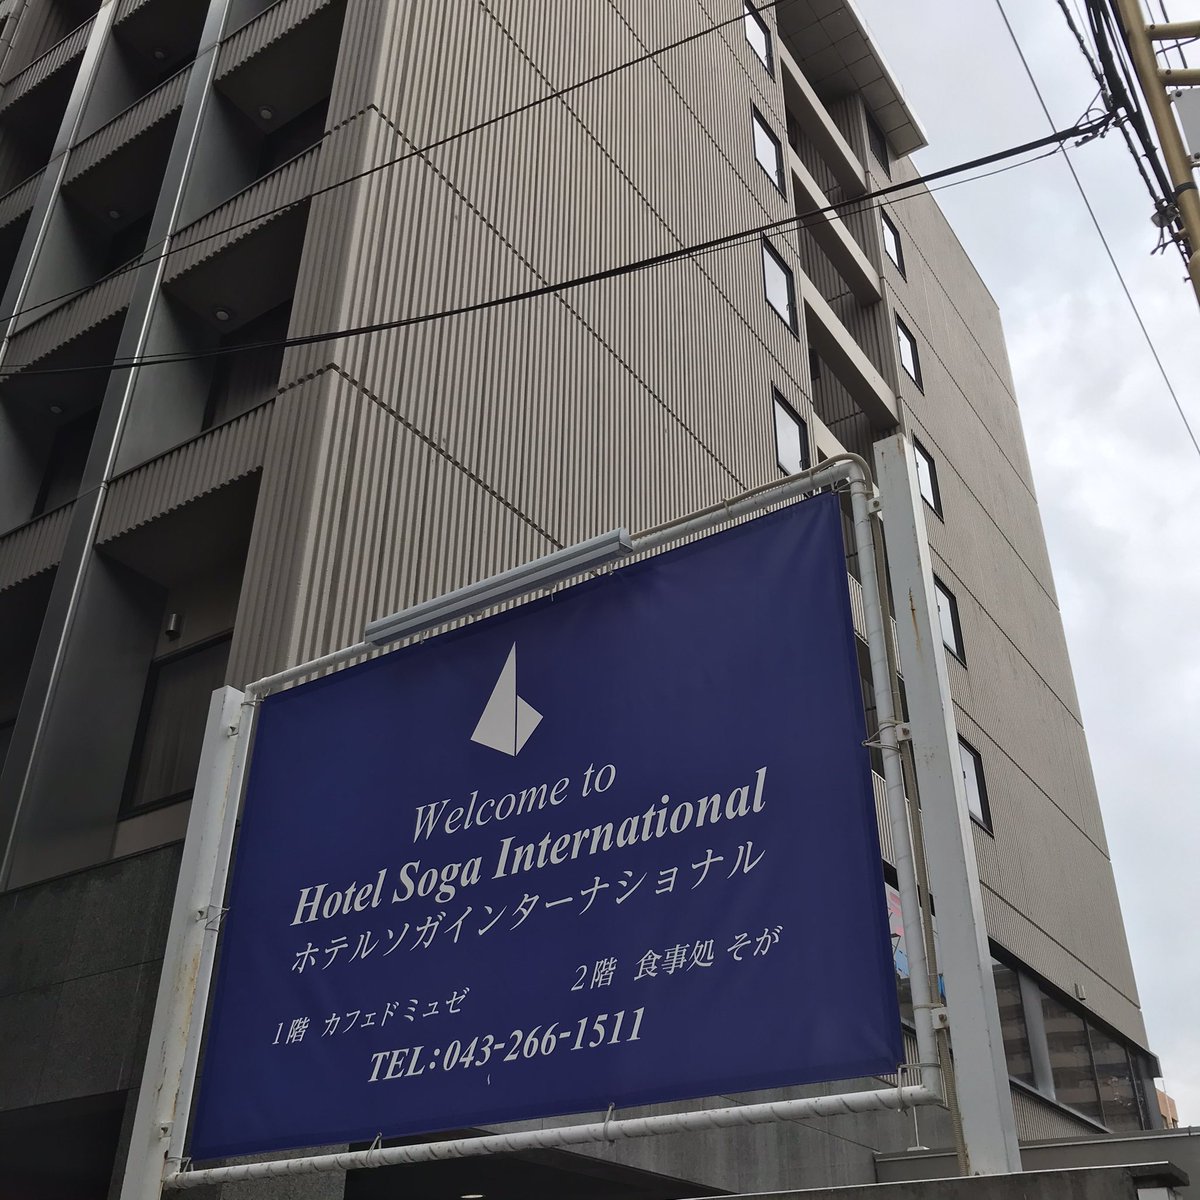 Welcome to
Hotel Soga International
ホテルソガインターナショナル
1階 カフェドミュゼ
2階 食事処 そが
TEL:043-266-1511